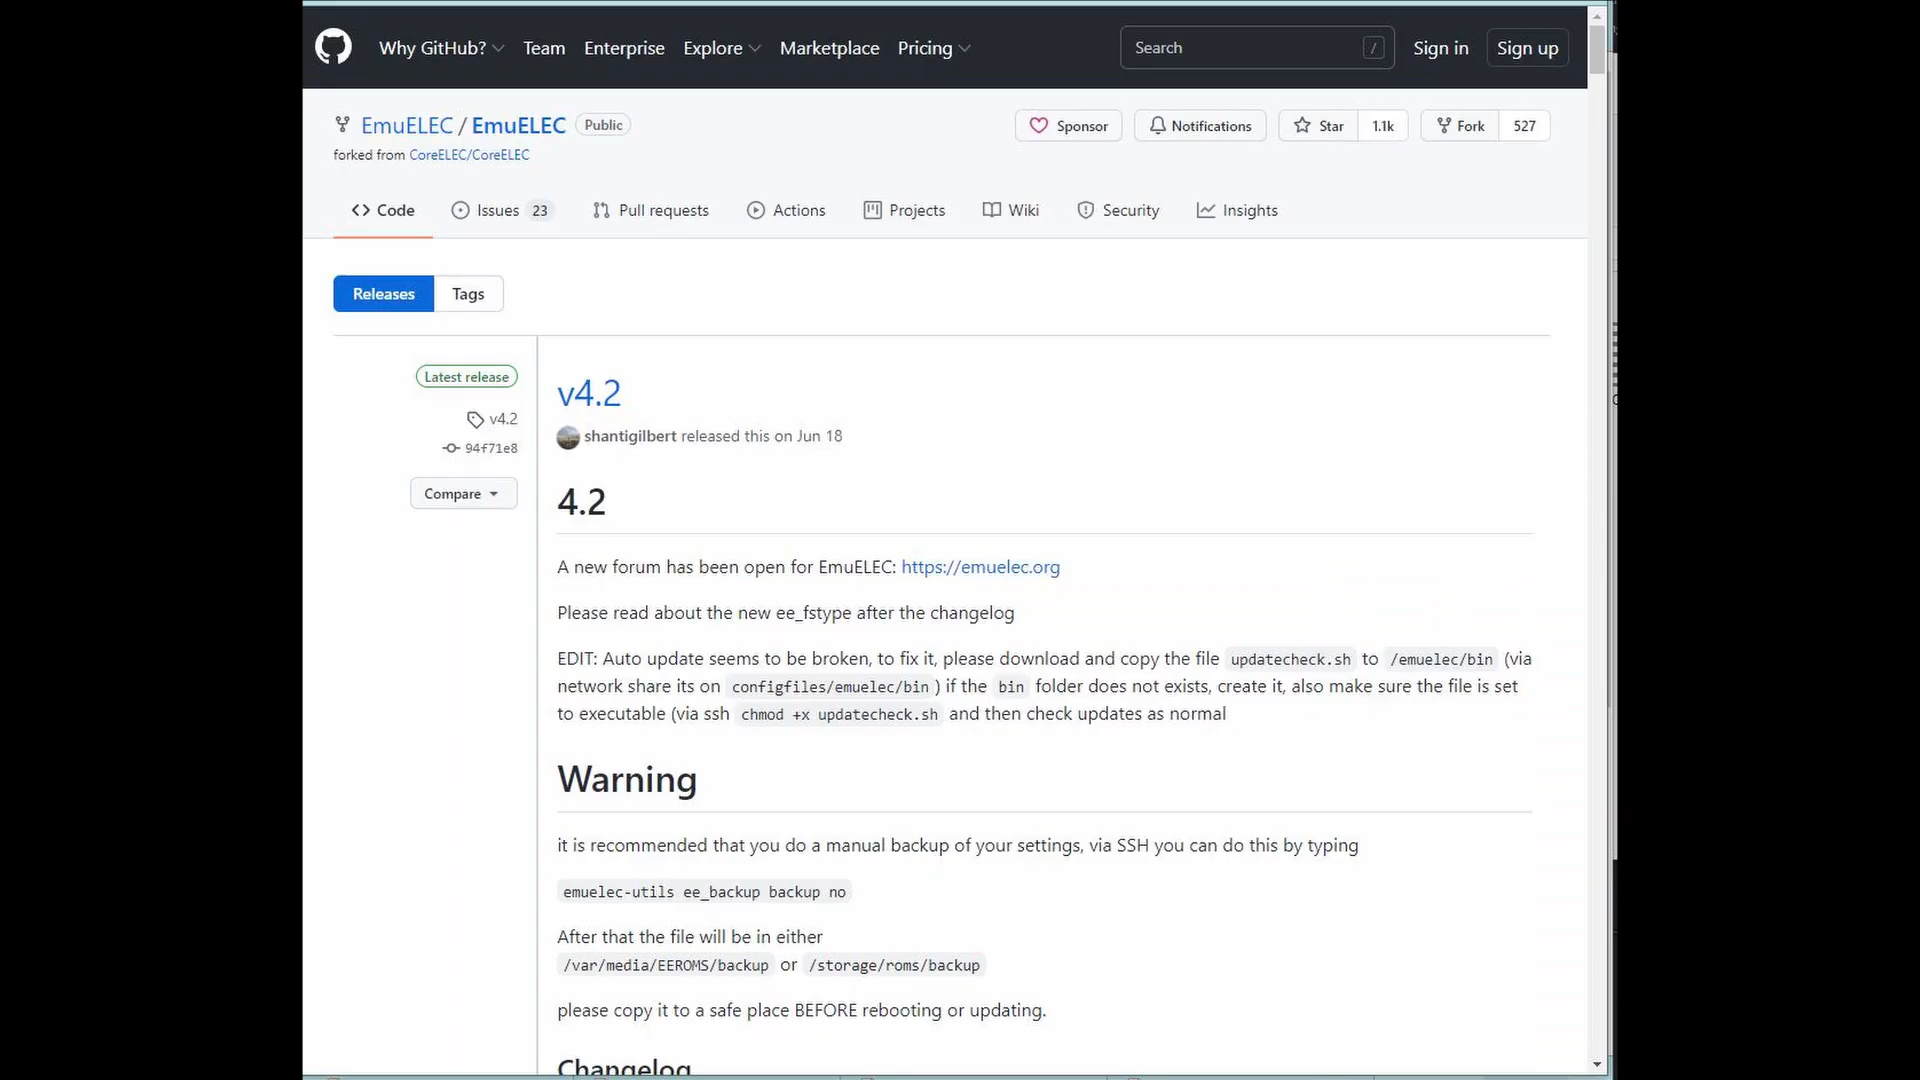 Why GitHub? Team Enterprise Explore Marketplace Pricing Search / Sign in Sign up
EmuELEC / EmuELEC Public Sponsor Notifications Star 1.1k Fork 527
forked from CoreELEC/CoreELEC
Code Issues 23 Pull requests Actions Projects Wiki Security Insights
Releases Tags
Latest release
v4.2
94f71e8
Compare
v4.2
shantigilbert released this on Jun 18
4.2
A new forum has been open for EmuELEC: https://emuelec.org
Please read about the new ee_fstype after the changelog
EDIT: Auto update seems to be broken, to fix it, please download and copy the file updatecheck.sh to /emuelec/bin (via
network share its on configfiles/emuelec/bin ) if the bin folder does not exists, create it, also make sure the file is set
to executable (via ssh chmod +x updatecheck.sh and then check updates as normal
Warning
it is recommended that you do a manual backup of your settings, via SSH you can do this by typing
emuelec-utils ee_backup backup no
After that the file will be in either
/var/media/EEROMS/backup or /storage/roms/backup
please copy it to a safe place BEFORE rebooting or updating.
Changelog